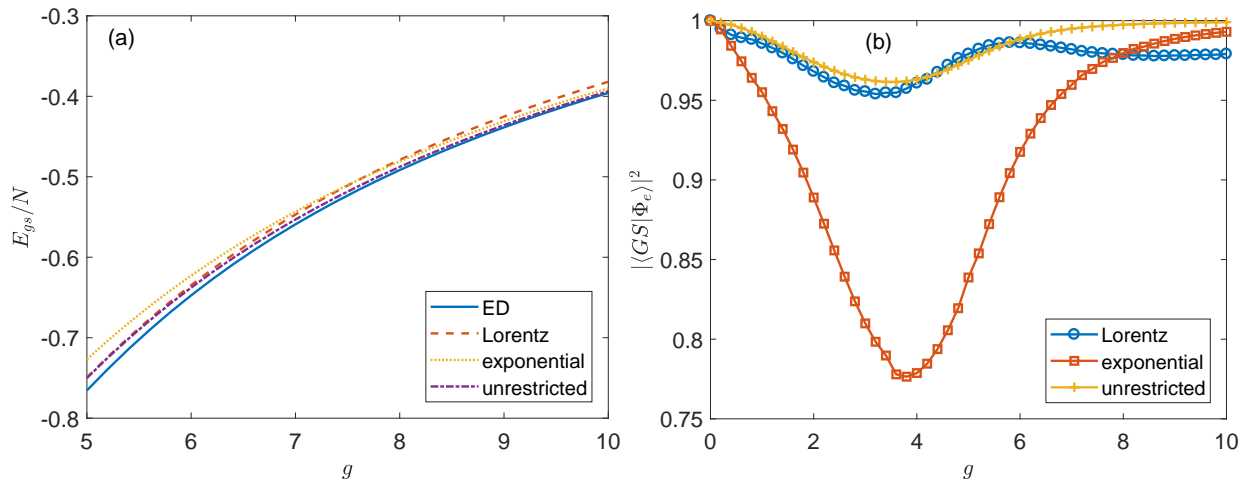 (a)
-0.3
-0.4
-0.5
-0.6
-0.7
-0.8
E_{gs}/N
5 6 7 8 9 10
g
ED
Lorentz
exponential
unrestricted
(b)
1
0.95
0.9
0.85
0.8
0.75
|⟨GS|Φ_e⟩|²
0 2 4 6 8 10
g
Lorentz
exponential
unrestricted